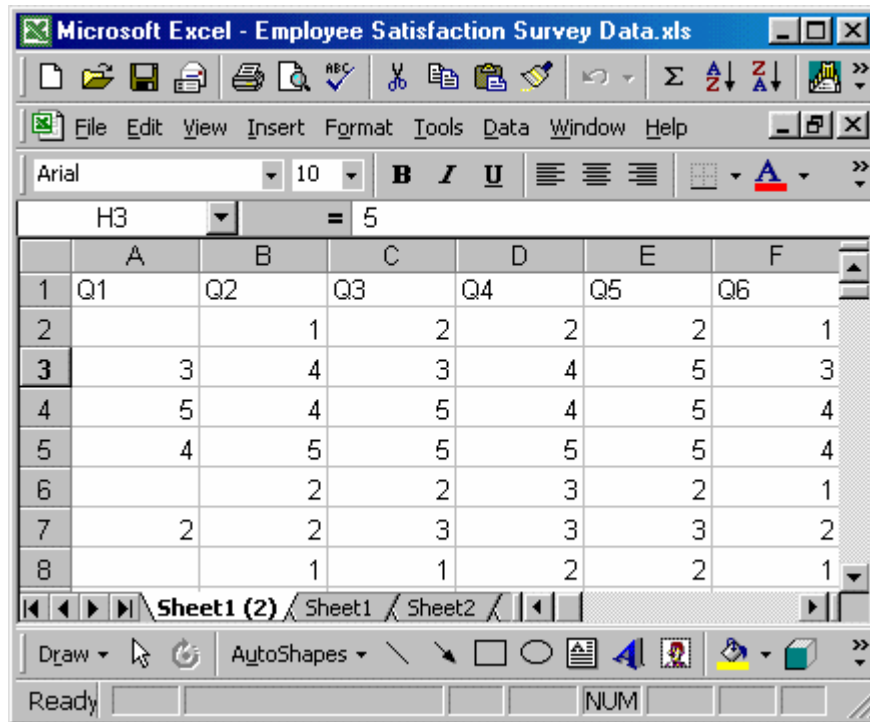 Microsoft Excel - Employee Satisfaction Survey Data.xls
ABC Σ A Z Z A »
File Edit View Insert Format Tools Data Window Help
Arial 10 B I U A »
H3 = 5
A B C D E F
1 Q1 Q2 Q3 Q4 Q5 Q6
2 1 2 2 2 1
3 3 4 3 4 5 3
4 5 4 5 4 5 4
5 4 5 5 5 5 4
6 2 2 3 2 1
7 2 2 3 3 3 2
8 1 1 2 2 1
Sheet1 (2) Sheet1 Sheet2
Draw AutoShapes A »
Ready NUM